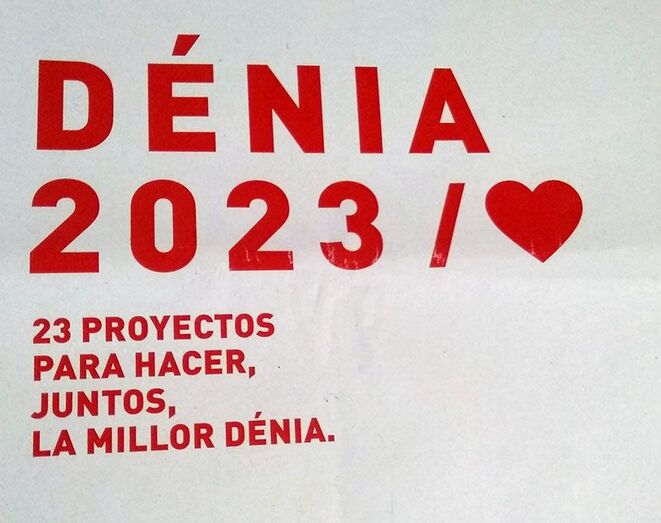 DÉNIA
2023 /
23 PROYECTOS
PARA HACER,
JUNTOS,
LA MILLOR DÉNIA.